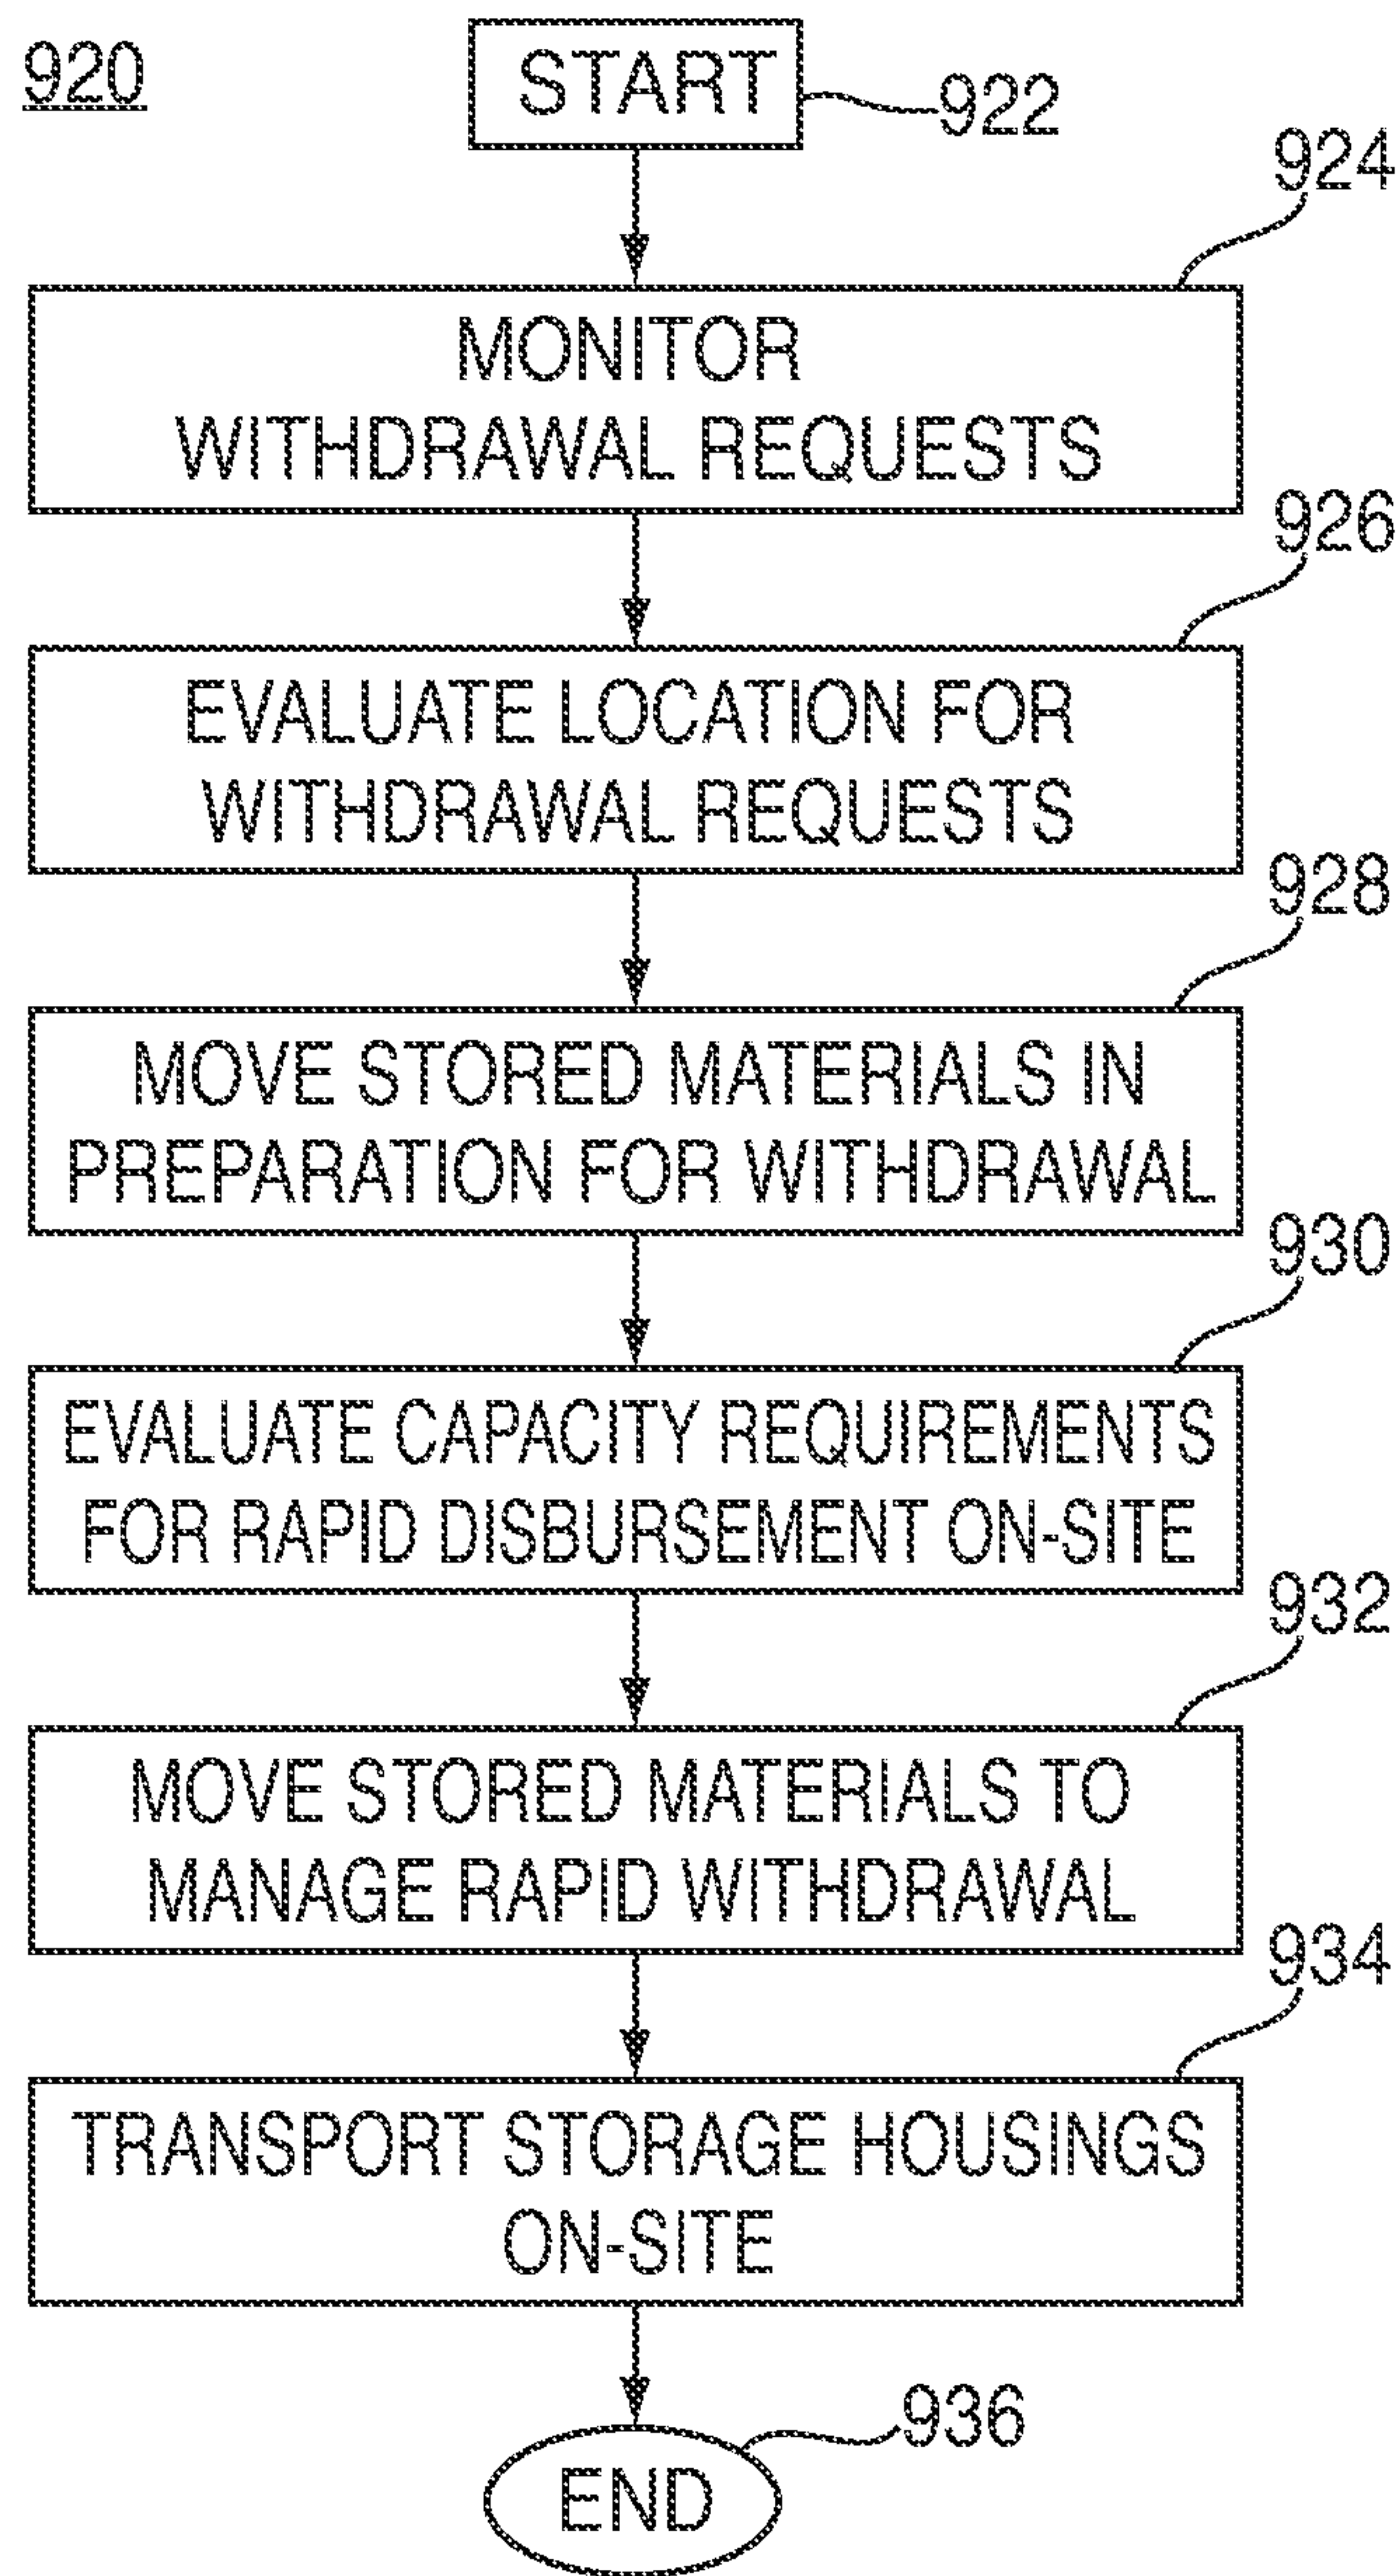 920
START
922
924
MONITOR
WITHDRAWAL REQUESTS
926
EVALUATE LOCATION FOR
WITHDRAWAL REQUESTS
928
MOVE STORED MATERIALS IN
PREPARATION FOR WITHDRAWAL
930
EVALUATE CAPACITY REQUIREMENTS
FOR RAPID DISBURSEMENT ON-SITE
932
MOVE STORED MATERIALS TO
MANAGE RAPID WITHDRAWAL
934
TRANSPORT STORAGE HOUSINGS
ON-SITE
936
END